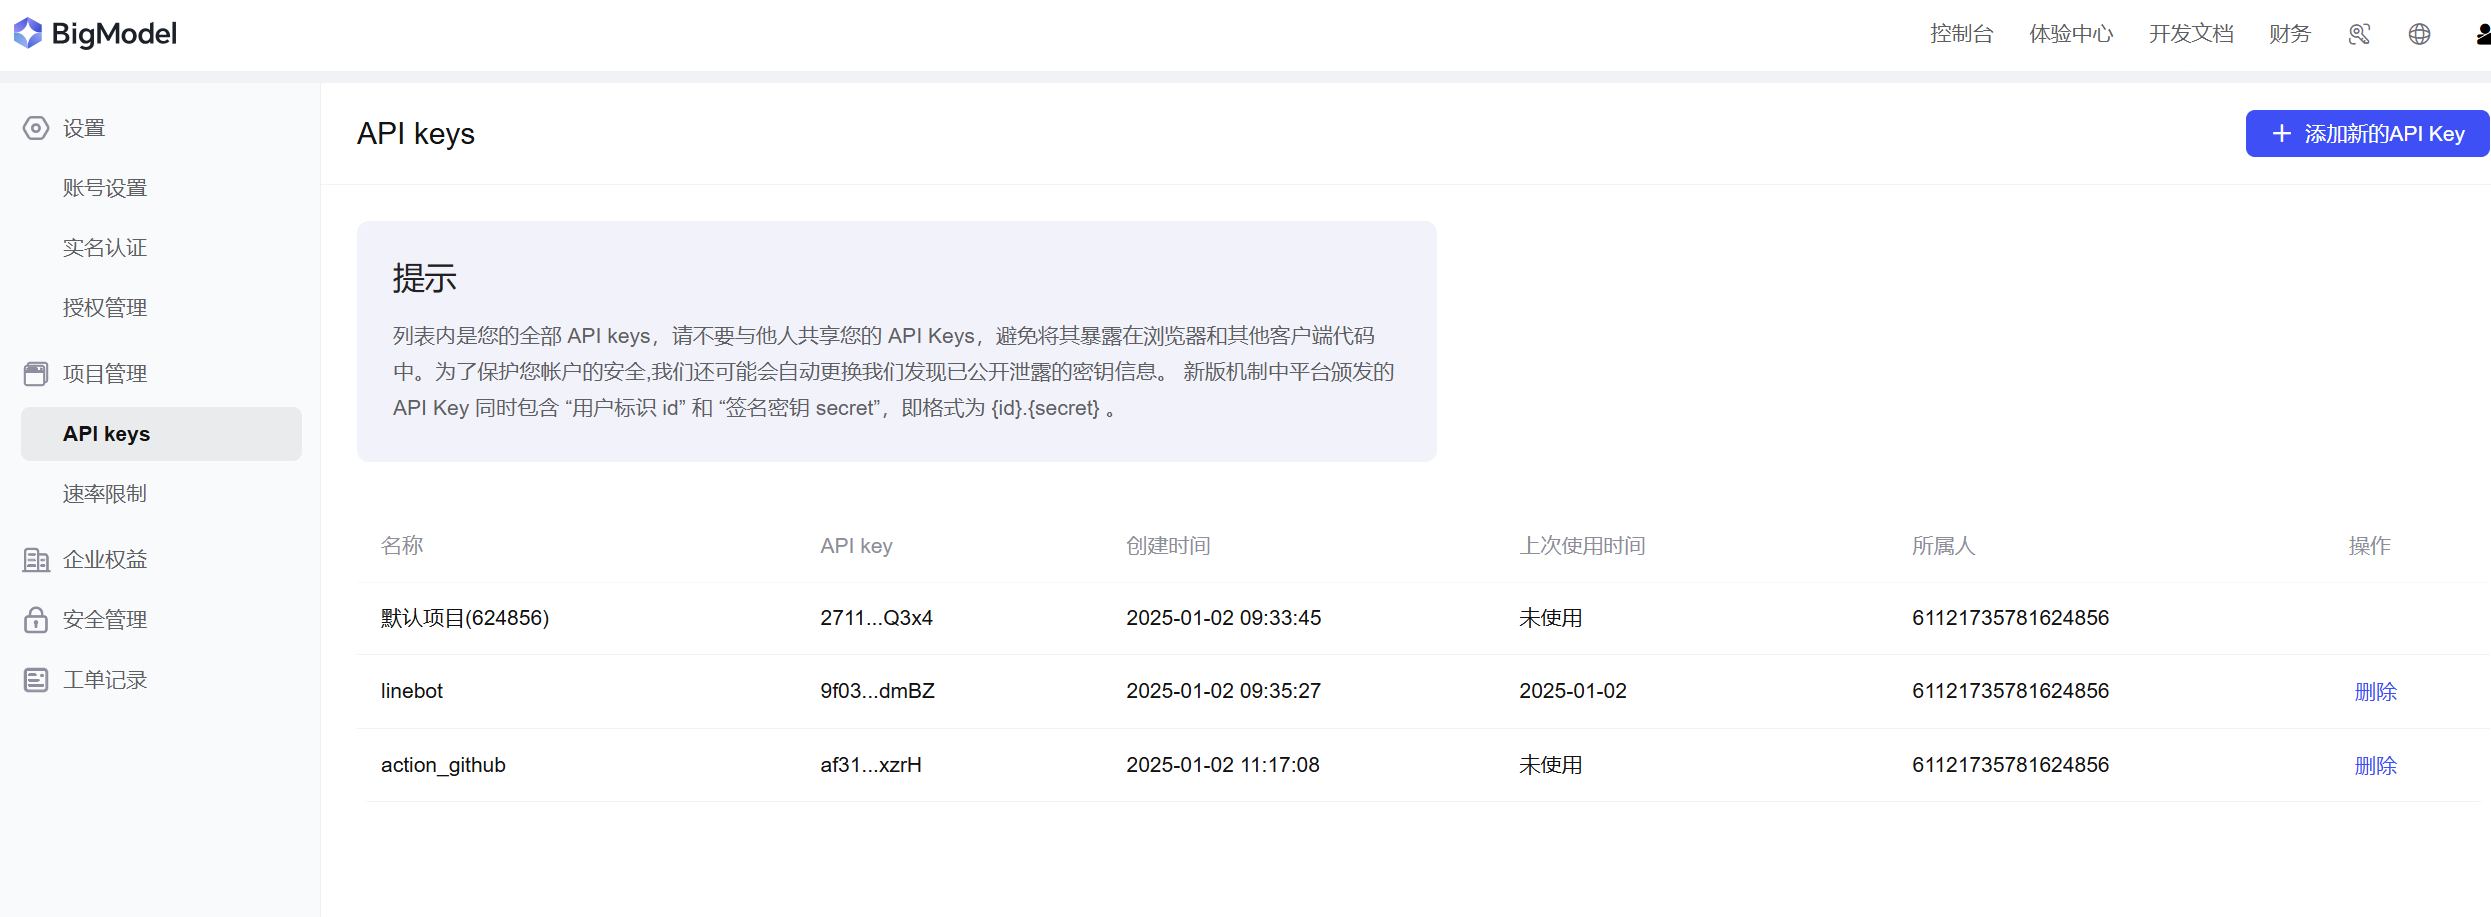 BigModel
控制台 体验中心 开发文档 财务
设置
账号设置
实名认证
授权管理
项目管理
API keys
速率限制
企业权益
安全管理
工单记录
API keys
添加新的API Key
提示
列表内是您的全部 API keys，请不要与他人共享您的 API Keys，避免将其暴露在浏览器和其他客户端代码
中。为了保护您帐户的安全,我们还可能会自动更换我们发现已公开泄露的密钥信息。 新版机制中平台颁发的
API Key 同时包含 “用户标识 id” 和 “签名密钥 secret”，即格式为 {id}.{secret} 。
名称 API key 创建时间 上次使用时间 所属人 操作
默认项目(624856) 2711...Q3x4 2025-01-02 09:33:45 未使用 61121735781624856
linebot 9f03...dmBZ 2025-01-02 09:35:27 2025-01-02 61121735781624856 删除
action_github af31...xzrH 2025-01-02 11:17:08 未使用 61121735781624856 删除